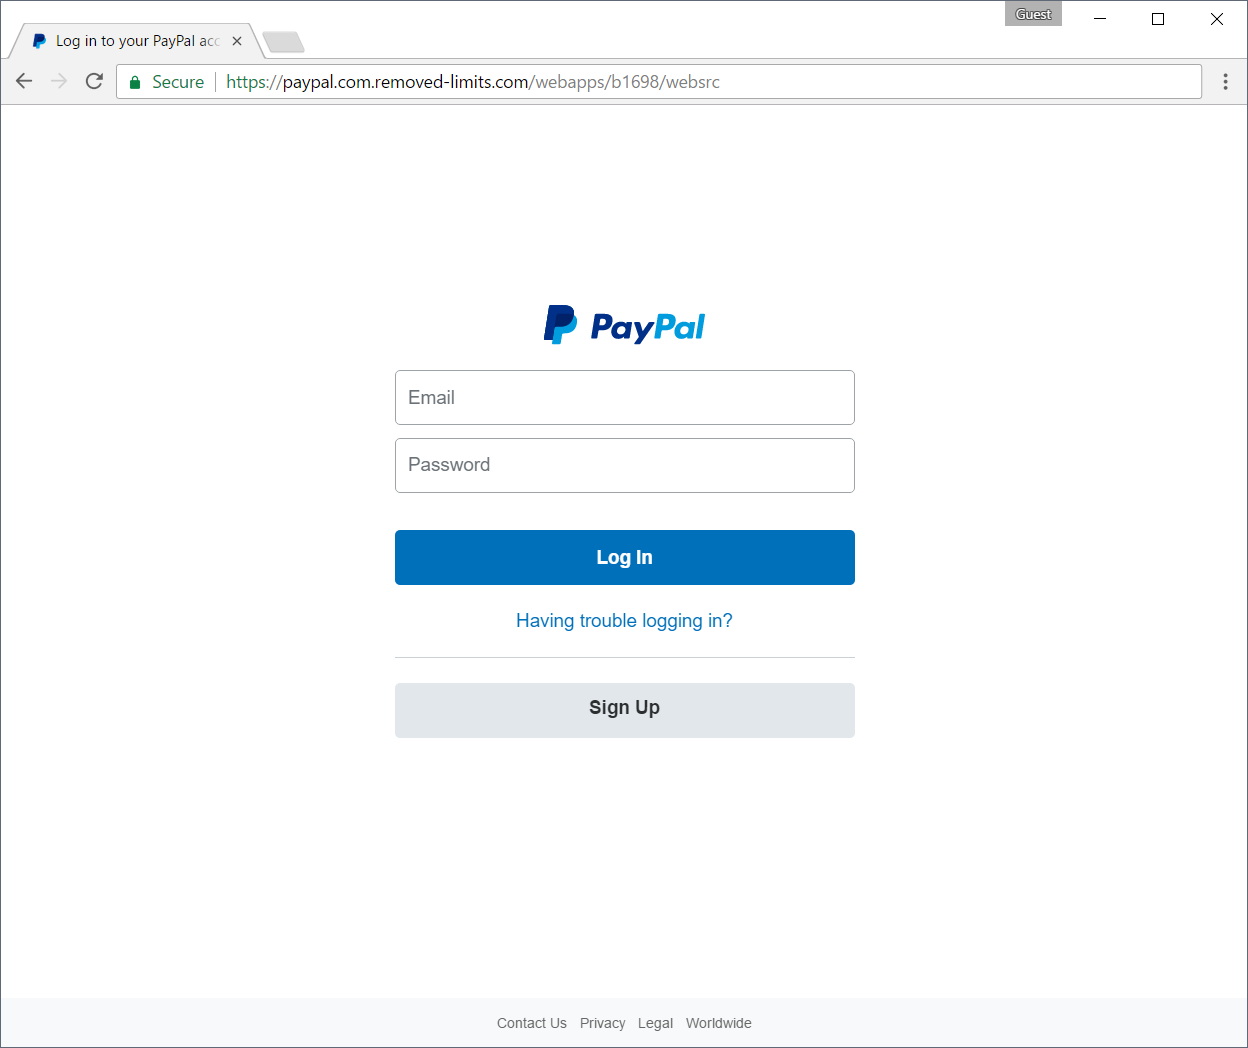 Guest
Log in to your PayPal acc
Secure https://paypal.com.removed-limits.com/webapps/b1698/websrc
PayPal
Email
Password
Log In
Having trouble logging in?
Sign Up
Contact Us Privacy Legal Worldwide